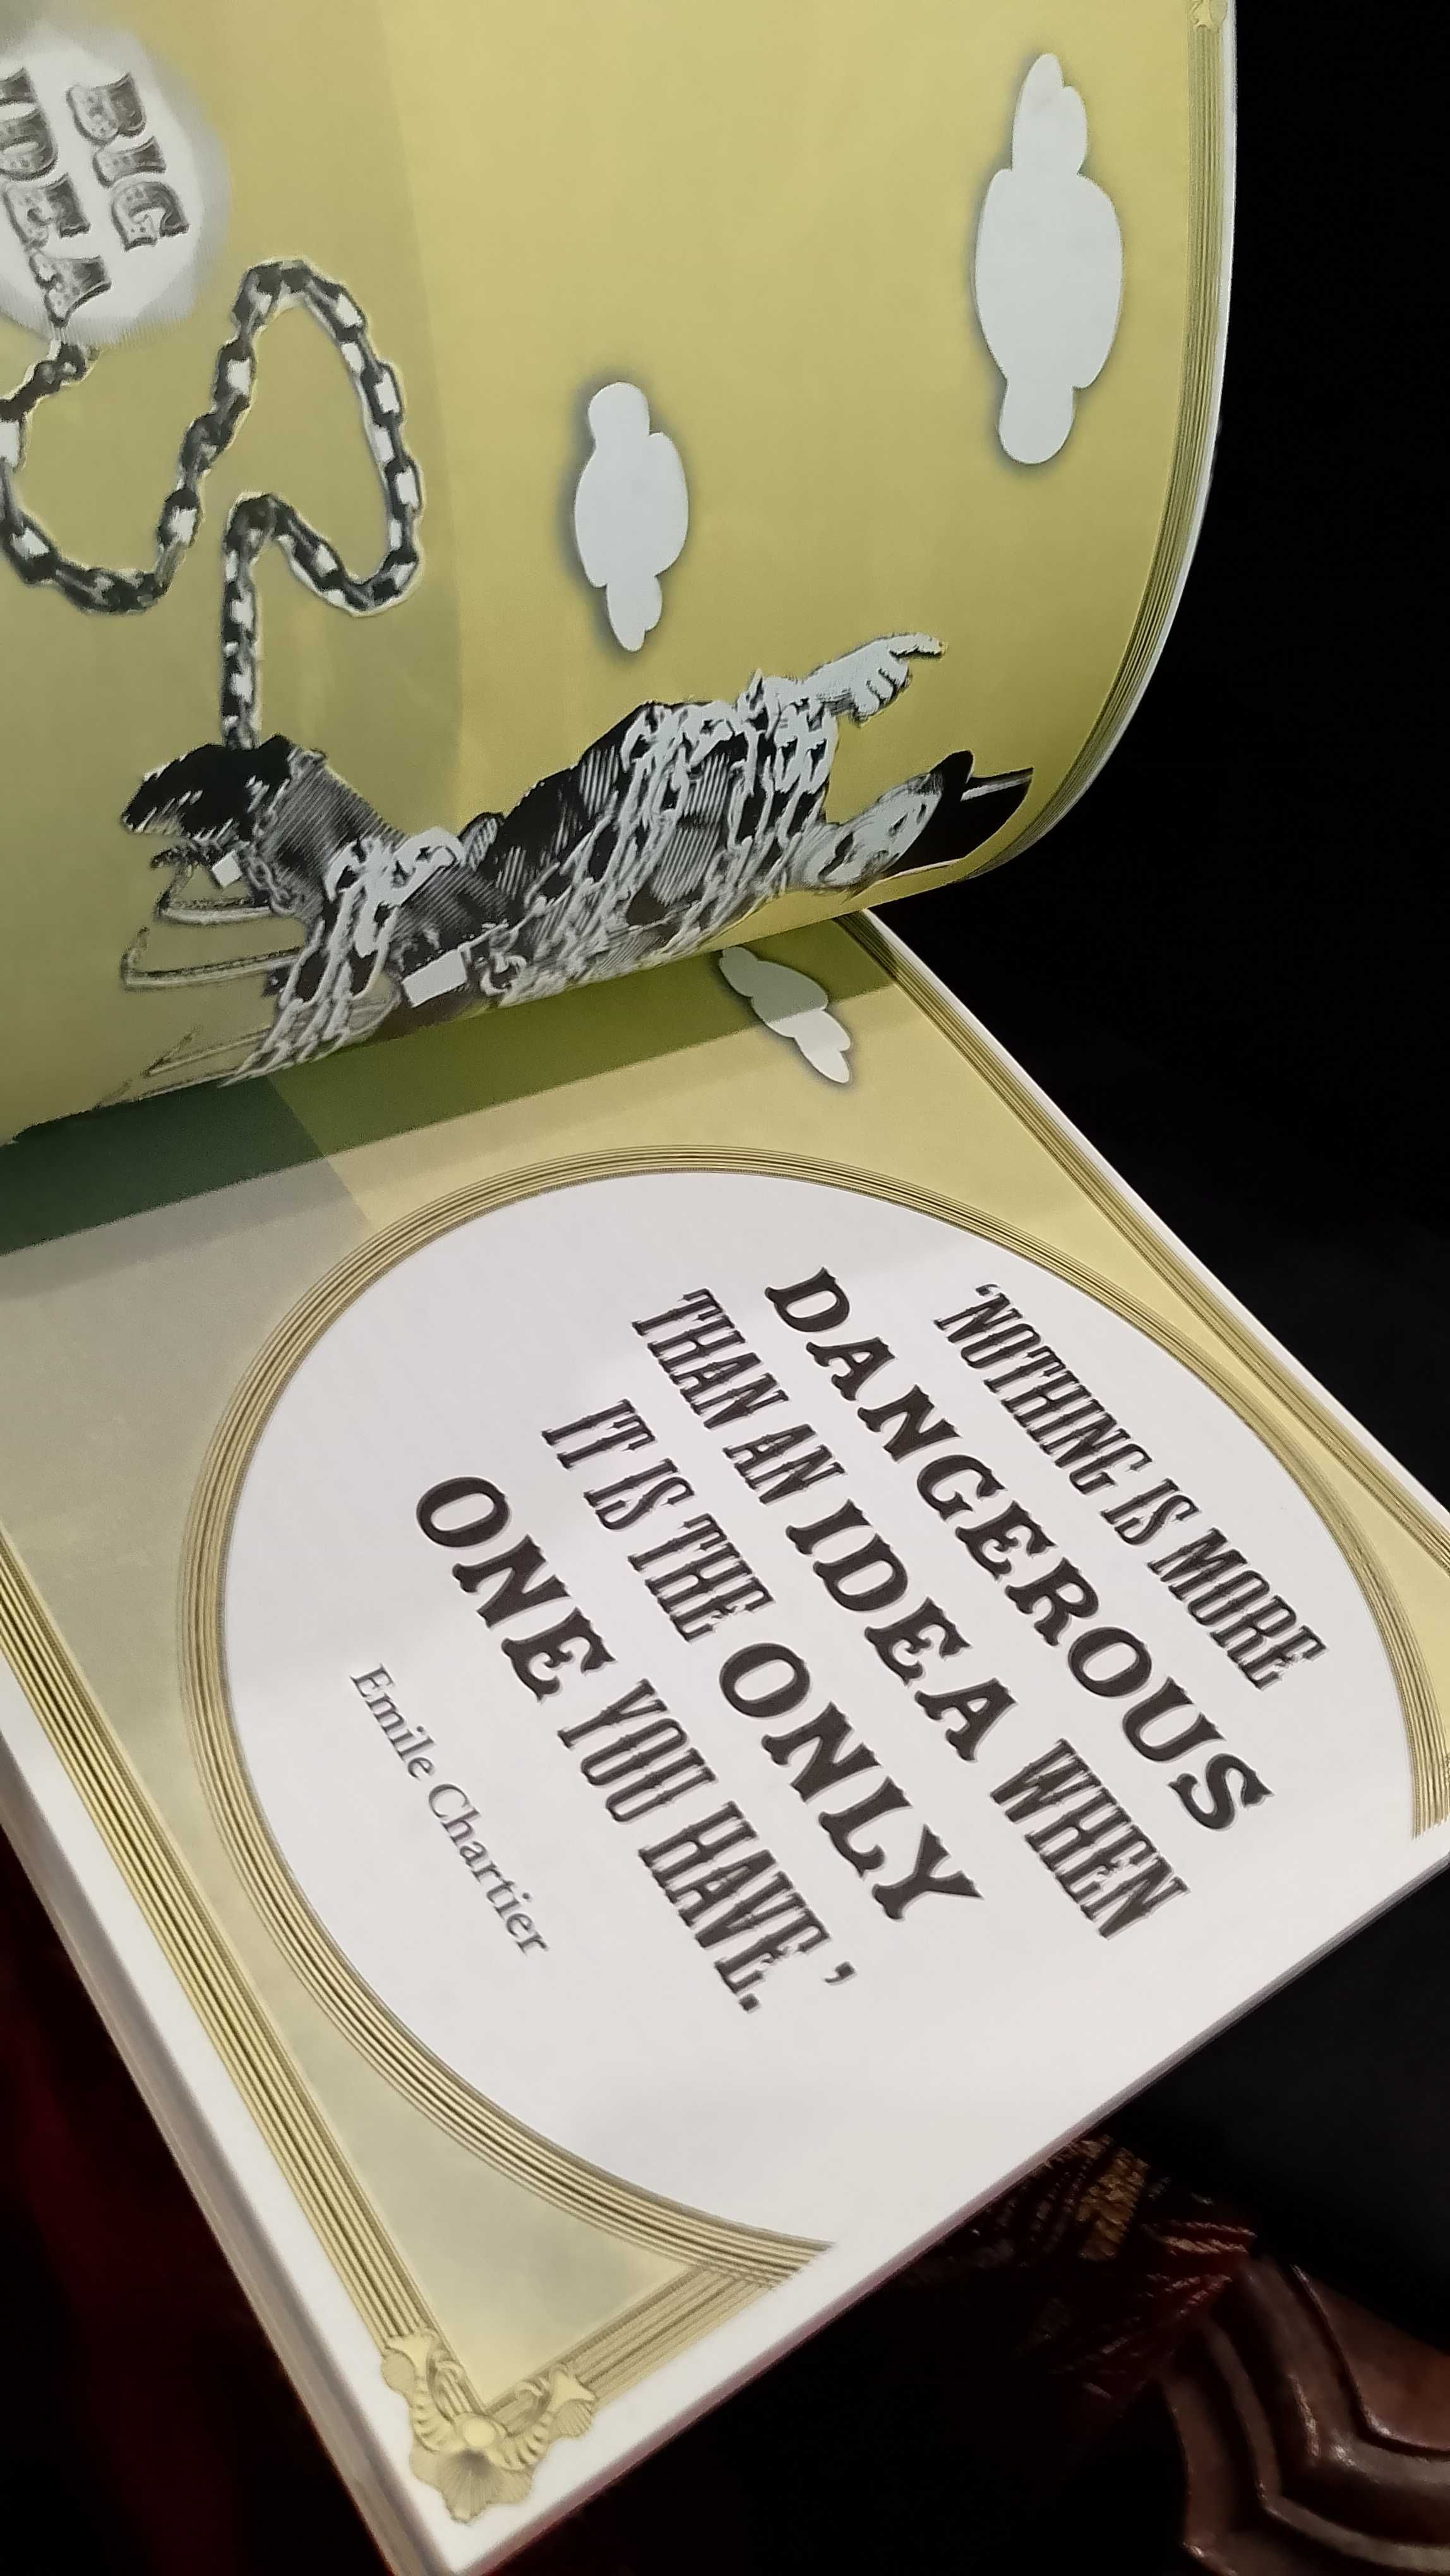 BIG
IDEA
‘NOTHING IS MORE
DANGEROUS
THAN AN IDEA WHEN
IT IS THE ONLY
ONE YOU HAVE.’
Emile Chartier